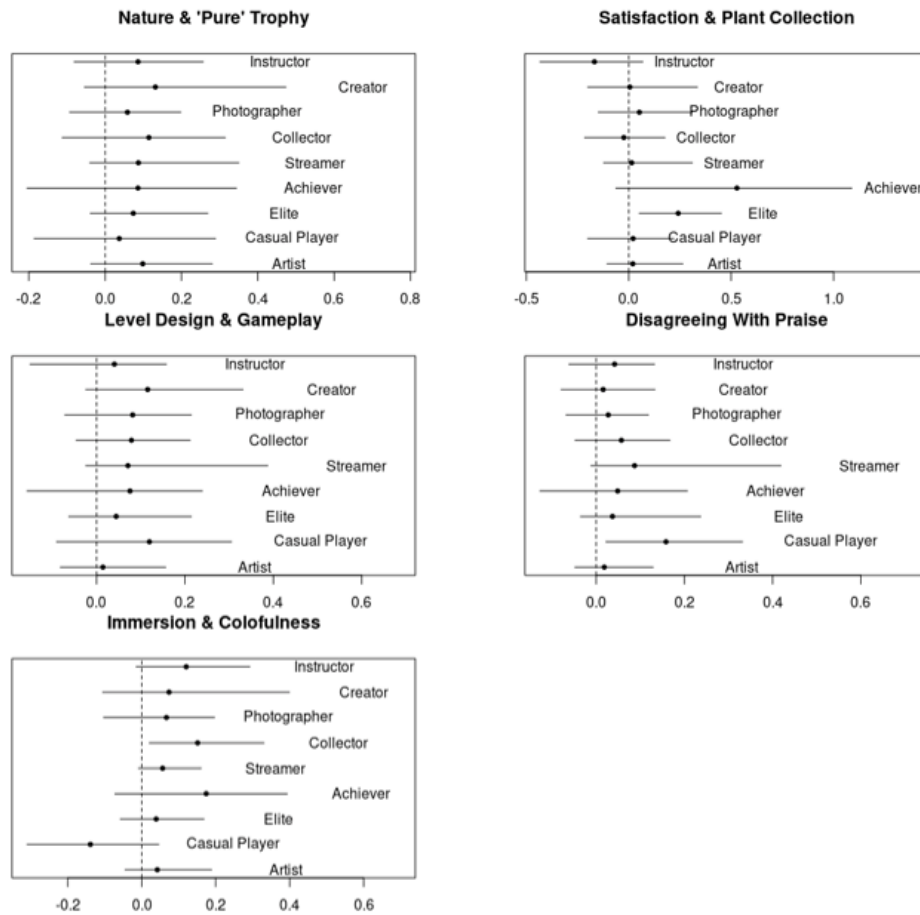 Nature & 'Pure' Trophy
Instructor
Creator
Photographer
Collector
Streamer
Achiever
Elite
Casual Player
Artist
-0.2 0.0 0.2 0.4 0.6 0.8
Satisfaction & Plant Collection
Instructor
Creator
Photographer
Collector
Streamer
Achiever
Elite
Casual Player
Artist
-0.5 0.0 0.5 1.0
Level Design & Gameplay
Instructor
Creator
Photographer
Collector
Streamer
Achiever
Elite
Casual Player
Artist
0.0 0.2 0.4 0.6
Disagreeing With Praise
Instructor
Creator
Photographer
Collector
Streamer
Achiever
Elite
Casual Player
Artist
0.0 0.2 0.4 0.6
Immersion & Colofulness
Instructor
Creator
Photographer
Collector
Streamer
Achiever
Elite
Casual Player
Artist
-0.2 0.0 0.2 0.4 0.6